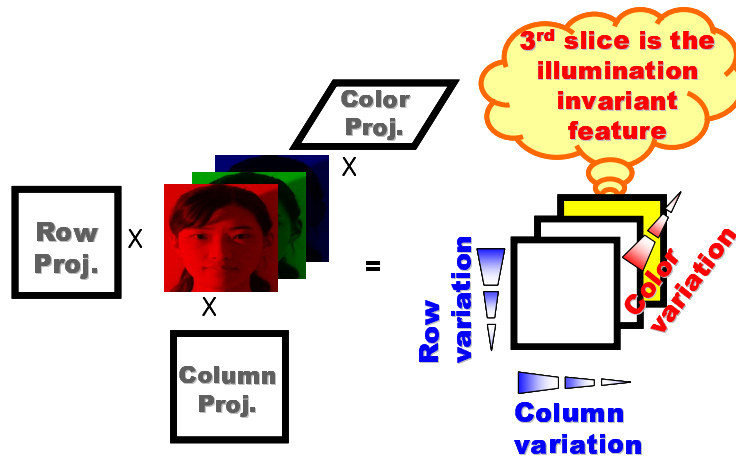 3rd slice is the
illumination
invariant
feature
Color
Proj.
X
Row
Proj.
X
=
X
Column
Proj.
Row
variation
Color
variation
Column
variation